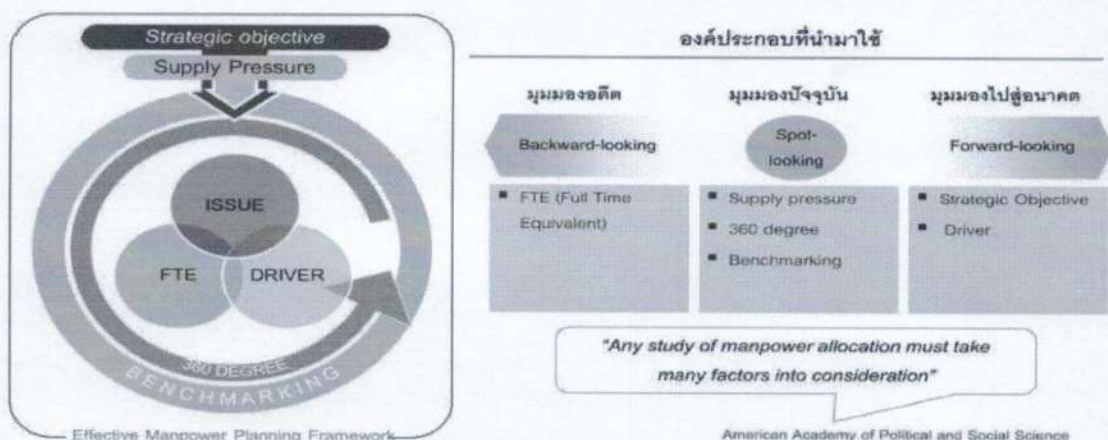 Strategic objective
Supply Pressure
ISSUE
FTE
DRIVER
360 DEGREE
BENCHMARKING
Effective Manpower Planning Framework
องค์ประกอบที่นำมาใช้
มุมมองอดีต
มุมมองปัจจุบัน
มุมมองไปสู่อนาคต
Backward-looking
Spot-
looking
Forward-looking
▪ FTE (Full Time
Equivalent)
▪ Supply pressure
▪ 360 degree
▪ Benchmarking
▪ Strategic Objective
▪ Driver
"Any study of manpower allocation must take
many factors into consideration"
American Academy of Political and Social Science